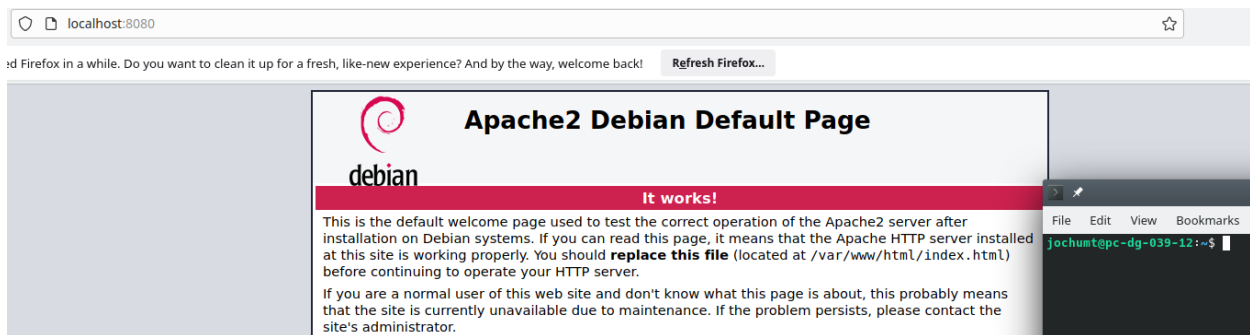 localhost:8080
ed Firefox in a while. Do you want to clean it up for a fresh, like-new experience? And by the way, welcome back! Refresh Firefox...
Apache2 Debian Default Page
debian
It works!
This is the default welcome page used to test the correct operation of the Apache2 server after
installation on Debian systems. If you can read this page, it means that the Apache HTTP server installed
at this site is working properly. You should replace this file (located at /var/www/html/index.html)
before continuing to operate your HTTP server.
If you are a normal user of this web site and don't know what this page is about, this probably means
that the site is currently unavailable due to maintenance. If the problem persists, please contact the
site's administrator.
File Edit View Bookmarks
jochumt@pc-dg-039-12:~$